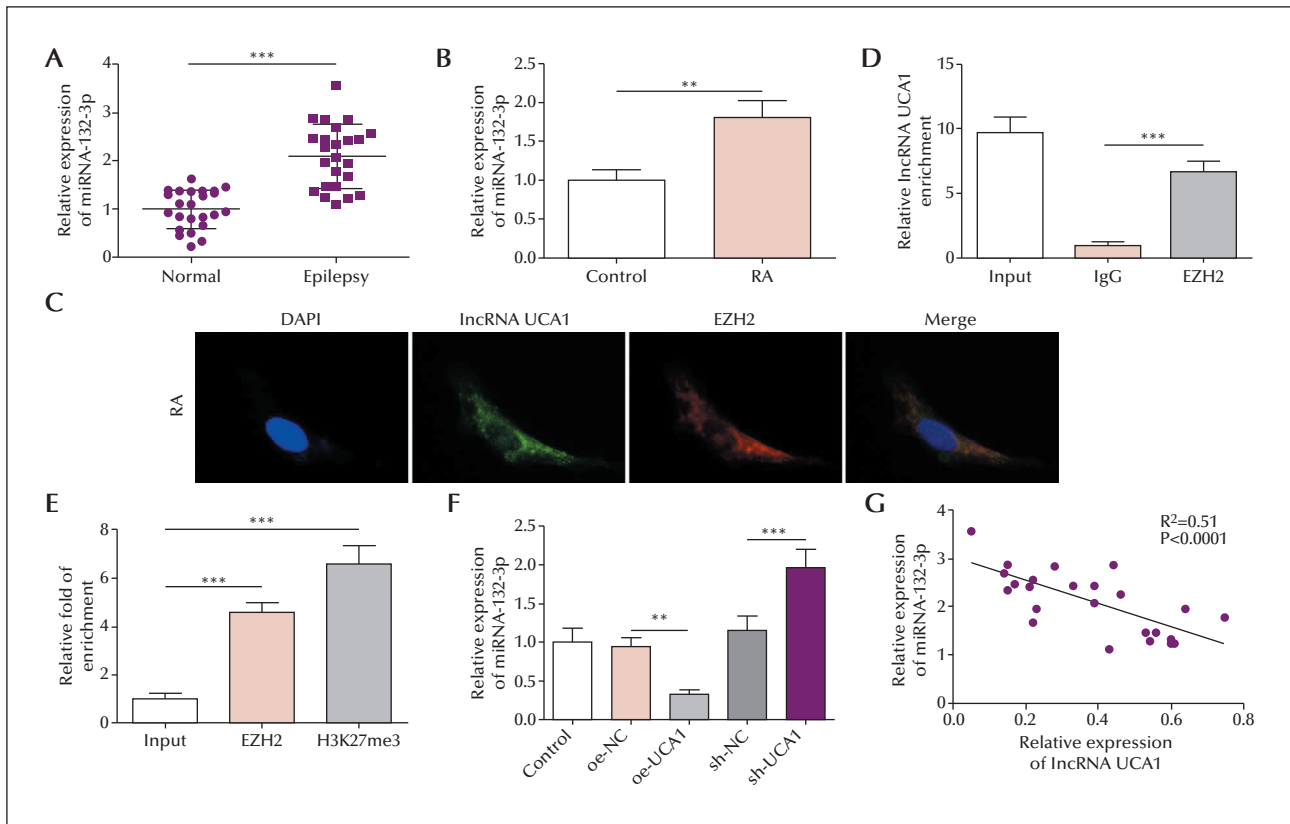 A
Relative expression
of miRNA-132-3p
4
3
2
1
0
***
Normal
Epilepsy
B
Relative expression
of miRNA-132-3p
2.5
2.0
1.5
1.0
0.5
0.0
**
Control
RA
D
Relative lncRNA UCA1
enrichment
15
10
5
0
***
Input
IgG
EZH2
C
DAPI
lncRNA UCA1
EZH2
Merge
RA
E
Relative fold of
enrichment
8
6
4
2
0
***
***
Input
EZH2
H3K27me3
F
Relative expression
of miRNA-132-3p
2.5
2.0
1.5
1.0
0.5
0.0
**
***
Control
oe-NC
oe-UCA1
sh-NC
sh-UCA1
G
Relative expression
of miRNA-132-3p
4
3
2
1
0
R²=0.51
P<0.0001
0.0
0.2
0.4
0.6
0.8
Relative expression
of lncRNA UCA1